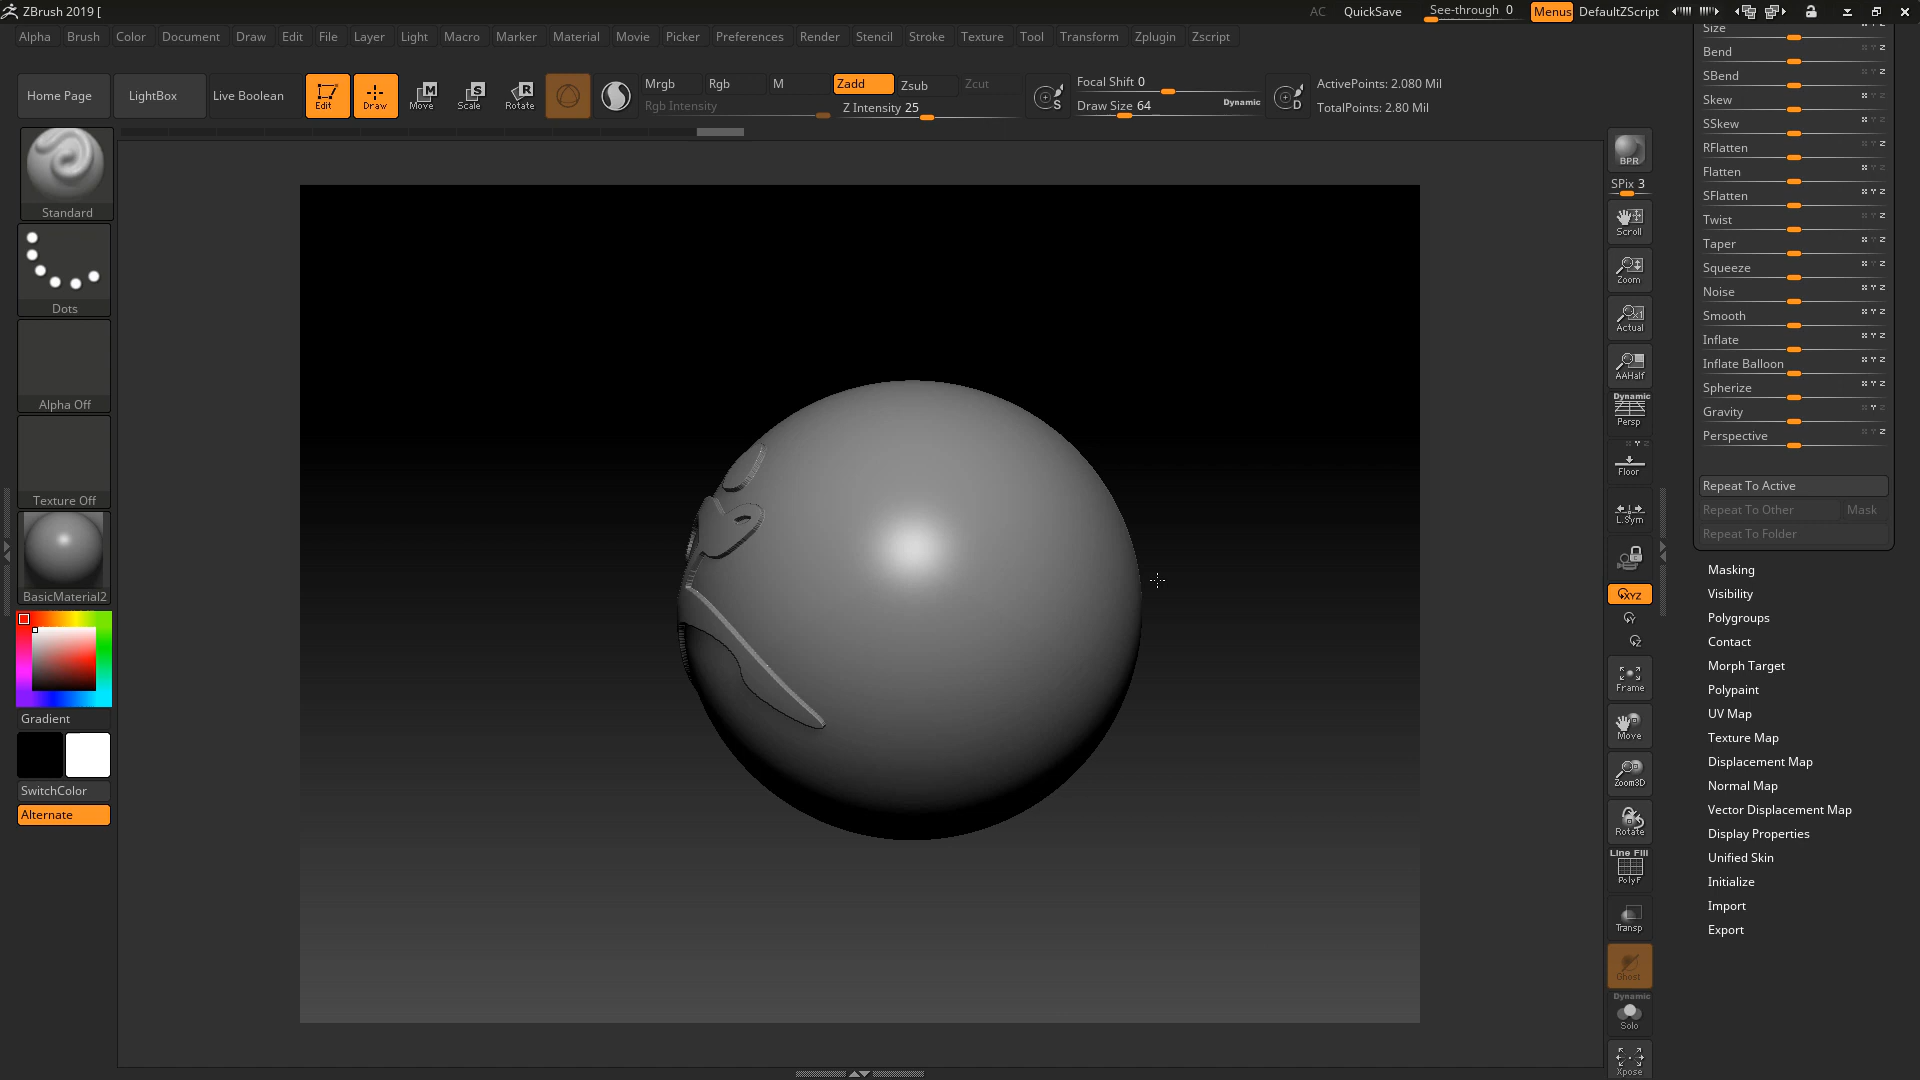 ZBrush 2019 [
AC QuickSave See-through 0 Menus DefaultZScript
Alpha Brush Color Document Draw Edit File Layer Light Macro Marker Material Movie Picker Preferences Render Stencil Stroke Texture Tool Transform Zplugin Zscript
Home Page LightBox Live Boolean Edit Draw Move Scale Rotate
M S R
Mrgb Rgb M Zadd Zsub Zcut
Rgb Intensity Z Intensity 25
S Focal Shift 0
Draw Size 64 Dynamic
D ActivePoints: 2.080 Mil
TotalPoints: 2.80 Mil
Standard
Dots
Alpha Off
Texture Off
BasicMaterial2
Gradient
SwitchColor
Alternate
BPR
SPix 3
Scroll
Zoom
Actual
AAHalf
Dynamic
Persp
Floor
L.Sym
XYZ
Y
Z
Frame
Move
Zoom3D
Rotate
Line Fill
PolyF
Transp
Ghost
Dynamic
Solo
Xpose
Size
Bend
SBend
Skew
SSkew
RFlatten
Flatten
SFlatten
Twist
Taper
Squeeze
Noise
Smooth
Inflate
Inflate Balloon
Spherize
Gravity
Perspective
Repeat To Active
Repeat To Other Mask
Repeat To Folder
Masking
Visibility
Polygroups
Contact
Morph Target
Polypaint
UV Map
Texture Map
Displacement Map
Normal Map
Vector Displacement Map
Display Properties
Unified Skin
Initialize
Import
Export